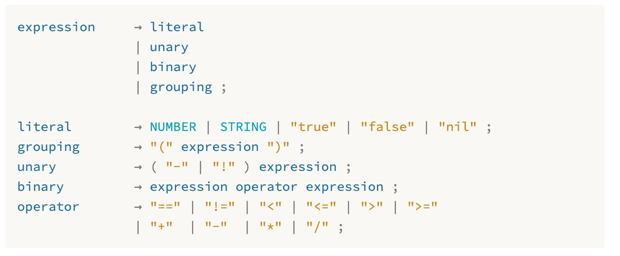 expression → literal
| unary
| binary
| grouping ;
literal → NUMBER | STRING | "true" | "false" | "nil" ;
grouping → "(" expression ")" ;
unary → ( "-" | "!" ) expression ;
binary → expression operator expression ;
operator → "==" | "!=" | "<" | "<=" | ">" | ">="
| "+" | "-" | "*" | "/" ;